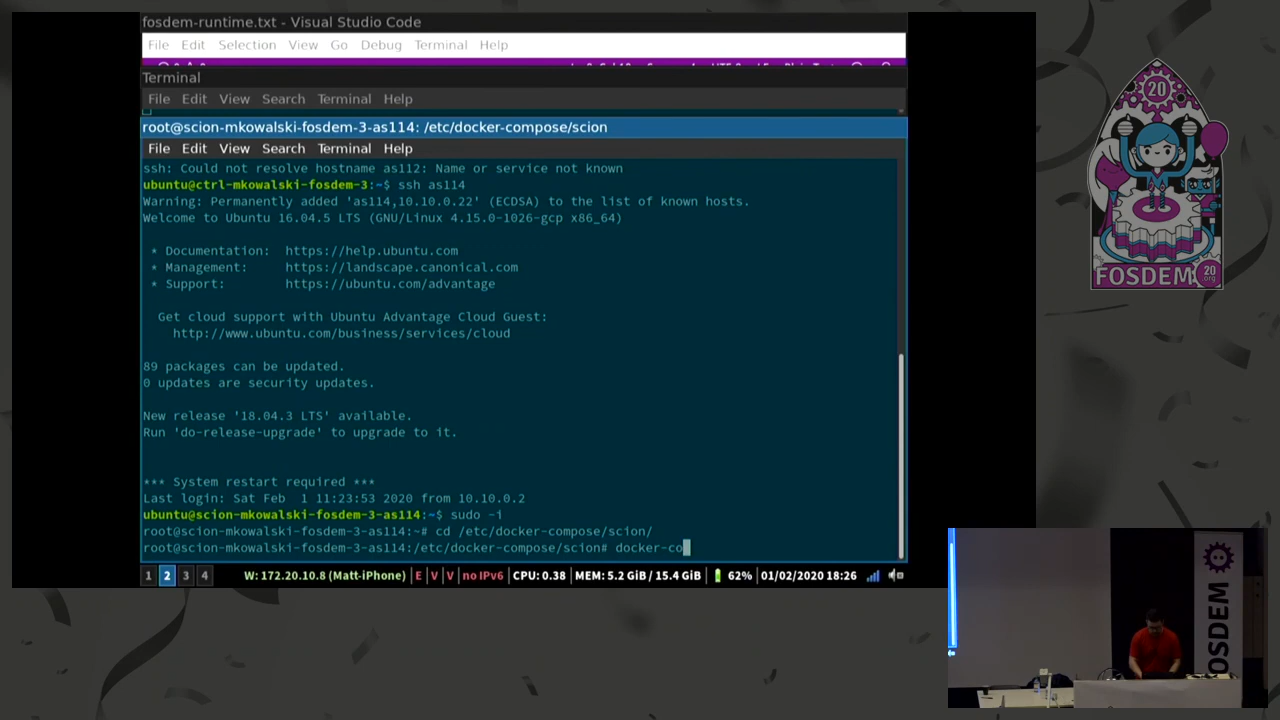 fosdem-runtime.txt - Visual Studio Code
File Edit Selection View Go Debug Terminal Help
Terminal
File Edit View Search Terminal Help
root@scion-mkowalski-fosdem-3-as114: /etc/docker-compose/scion
File Edit View Search Terminal Help
ssh: Could not resolve hostname as112: Name or service not known
ubuntu@ctrl-mkowalski-fosdem-3:~$ ssh as114
Warning: Permanently added 'as114,10.10.0.22' (ECDSA) to the list of known hosts.
Welcome to Ubuntu 16.04.5 LTS (GNU/Linux 4.15.0-1026-gcp x86_64)
* Documentation: https://help.ubuntu.com
* Management: https://landscape.canonical.com
* Support: https://ubuntu.com/advantage
Get cloud support with Ubuntu Advantage Cloud Guest:
http://www.ubuntu.com/business/services/cloud
89 packages can be updated.
0 updates are security updates.
New release '18.04.3 LTS' available.
Run 'do-release-upgrade' to upgrade to it.
*** System restart required ***
Last login: Sat Feb 1 11:23:53 2020 from 10.10.0.2
ubuntu@scion-mkowalski-fosdem-3-as114:~$ sudo -i
root@scion-mkowalski-fosdem-3-as114:~# cd /etc/docker-compose/scion/
root@scion-mkowalski-fosdem-3-as114:/etc/docker-compose/scion# docker-co
1 2 3 4 W: 172.20.10.8 (Matt-iPhone) | E | V | V | no IPv6 | CPU: 0.38 | MEM: 5.2 GiB / 15.4 GiB | 62% | 01/02/2020 18:26
20
FOSDEM 20
.org
FOSDEM